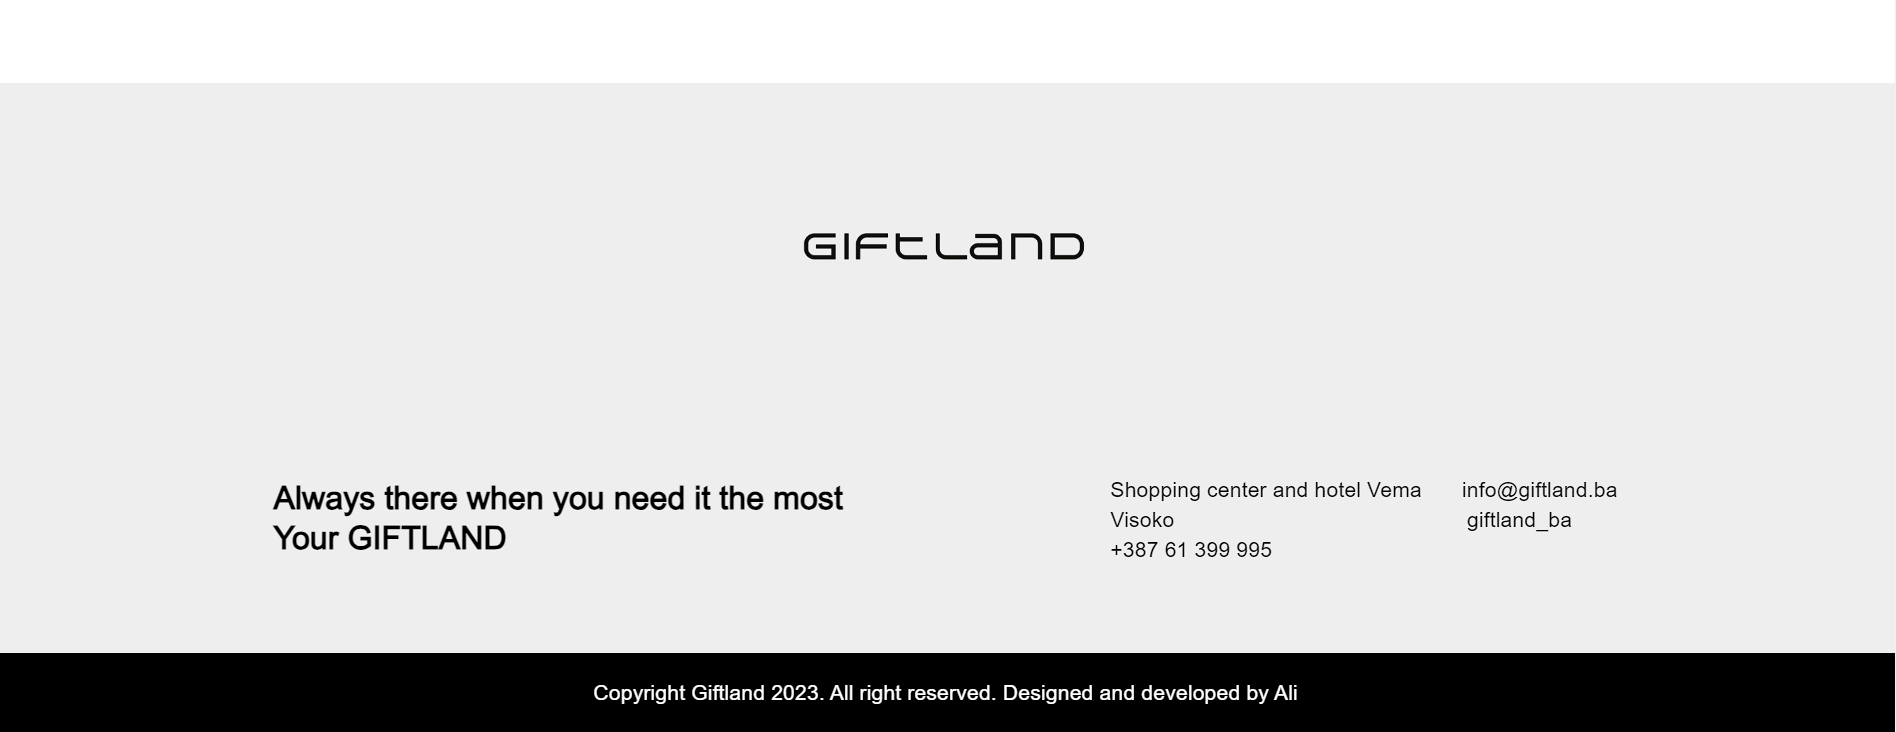 GIFTLAND
Always there when you need it the most
Your GIFTLAND
Shopping center and hotel Vema
Visoko
+387 61 399 995
info@giftland.ba
giftland_ba
Copyright Giftland 2023. All right reserved. Designed and developed by Ali